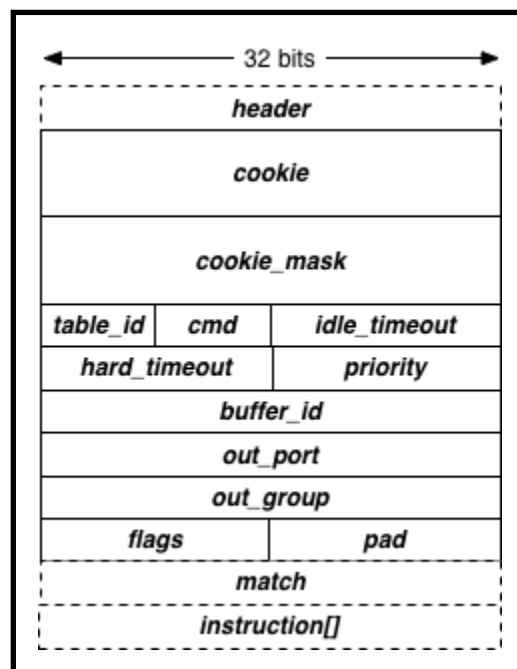 32 bits
header
cookie
cookie_mask
table_id cmd idle_timeout
hard_timeout priority
buffer_id
out_port
out_group
flags pad
match
instruction[]